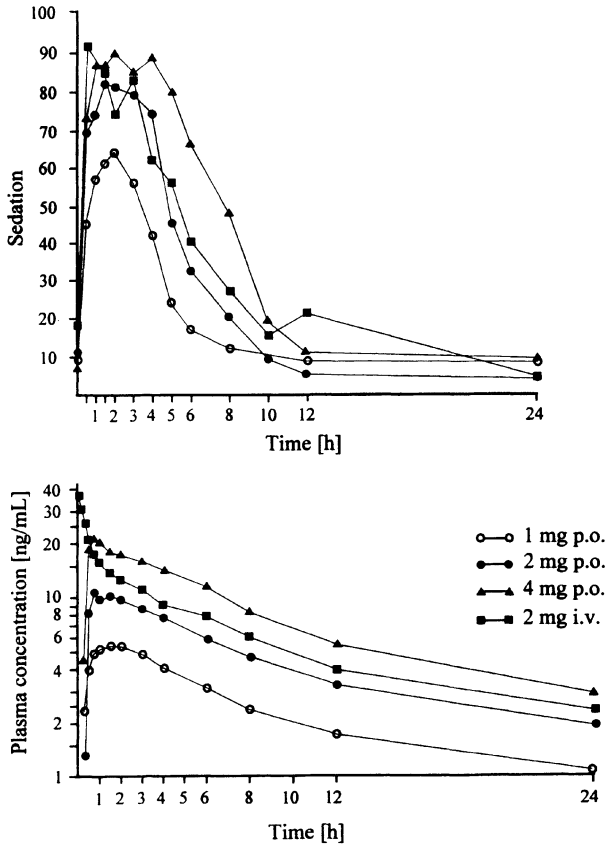 Sedation
100
90
80
70
60
50
40
30
20
10
1 2 3 4 5 6 8 10 12 24
Time [h]
Plasma concentration [ng/mL]
40
20
10
8
6
4
2
1
1 2 3 4 5 6 8 10 12 24
Time [h]
1 mg p.o.
2 mg p.o.
4 mg p.o.
2 mg i.v.